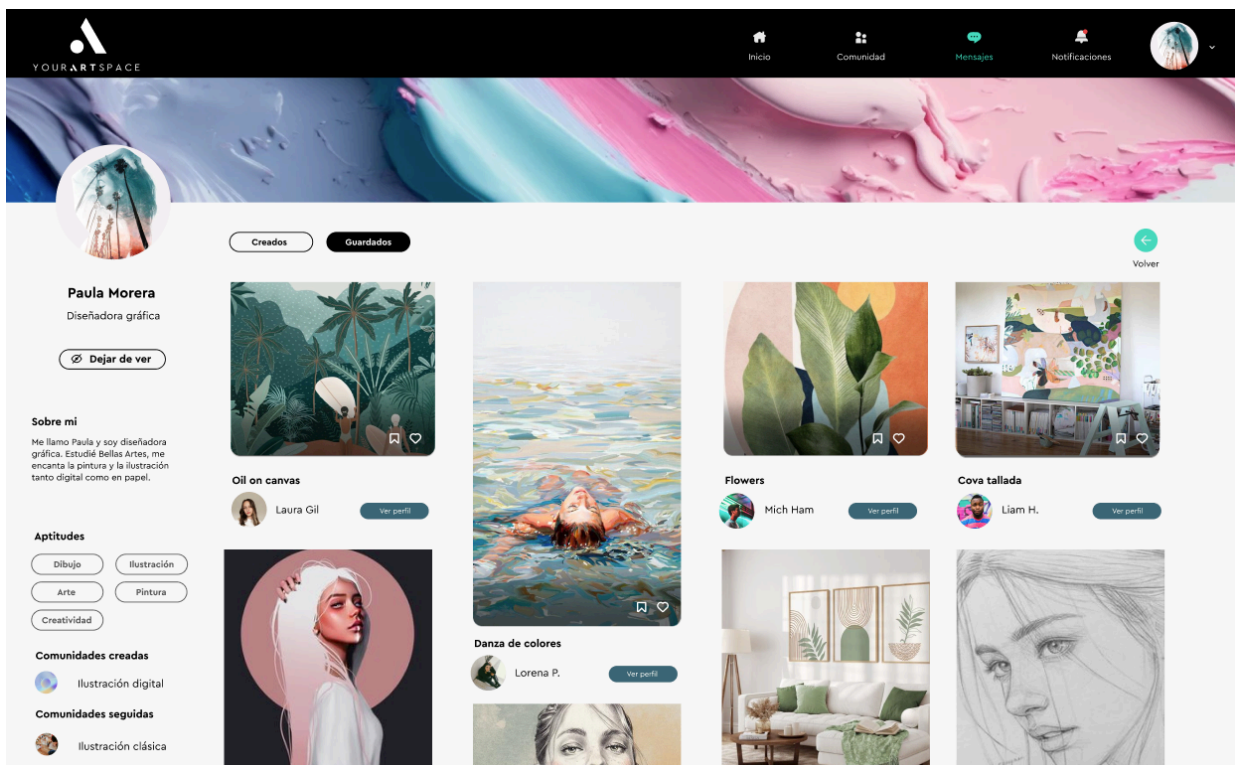 YOURARTSPACE
Inicio
Comunidad
Mensajes
Notificaciones
Creados
Guardados
Volver
Paula Morera
Diseñadora gráfica
Dejar de ver
Sobre mi
Me llamo Paula y soy diseñadora
gráfica. Estudié Bellas Artes, me
encanta la pintura y la ilustración
tanto digital como en papel.
Aptitudes
Dibujo
Ilustración
Arte
Pintura
Creatividad
Comunidades creadas
Ilustración digital
Comunidades seguidas
Ilustración clásica
Oil on canvas
Laura Gil
Ver perfil
Danza de colores
Lorena P.
Ver perfil
Flowers
Mich Ham
Ver perfil
Cova tallada
Liam H.
Ver perfil